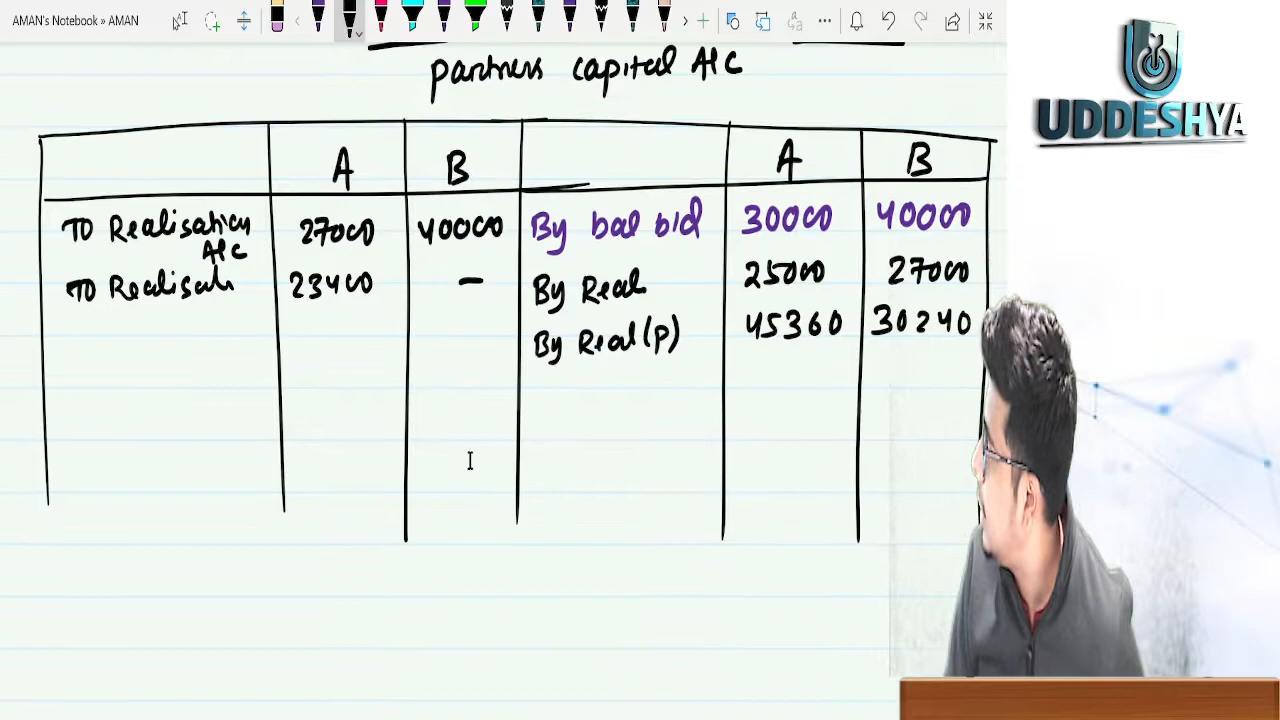 AMAN's Notebook » AMAN
UDDESHYA
partners capital A/C
A B A B
To Realisation A/C 27000 40000 By bal b/d 30000 40000
To Realisati 23400 - By Real 25000 27000
By Real(P) 45360 30240